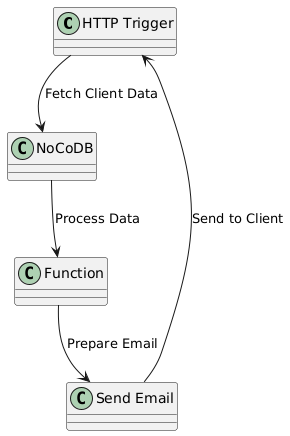 C HTTP Trigger
Fetch Client Data
C NoCoDB
Process Data
Send to Client
C Function
Prepare Email
C Send Email